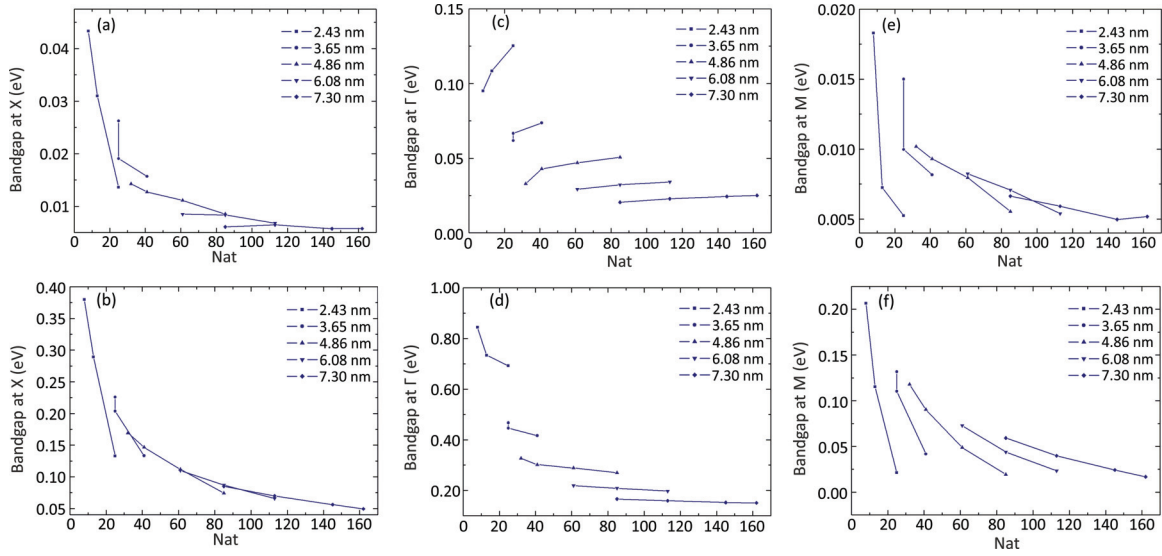 (a)
2.43 nm
3.65 nm
4.86 nm
6.08 nm
7.30 nm
0.04
0.03
0.02
0.01
Bandgap at X (eV)
0 20 40 60 80 100 120 140 160
Nat
(c)
2.43 nm
3.65 nm
4.86 nm
6.08 nm
7.30 nm
0.15
0.10
0.05
0.00
Bandgap at Γ (eV)
0 20 40 60 80 100 120 140 160
Nat
(e)
2.43 nm
3.65 nm
4.86 nm
6.08 nm
7.30 nm
0.020
0.015
0.010
0.005
Bandgap at M (eV)
0 20 40 60 80 100 120 140 160
Nat
(b)
2.43 nm
3.65 nm
4.86 nm
6.08 nm
7.30 nm
0.40
0.35
0.30
0.25
0.20
0.15
0.10
0.05
Bandgap at X (eV)
0 20 40 60 80 100 120 140 160
Nat
(d)
2.43 nm
3.65 nm
4.86 nm
6.08 nm
7.30 nm
1.00
0.80
0.60
0.40
0.20
Bandgap at Γ (eV)
0 20 40 60 80 100 120 140 160
Nat
(f)
2.43 nm
3.65 nm
4.86 nm
6.08 nm
7.30 nm
0.20
0.15
0.10
0.05
0.00
Bandgap at M (eV)
0 20 40 60 80 100 120 140 160
Nat